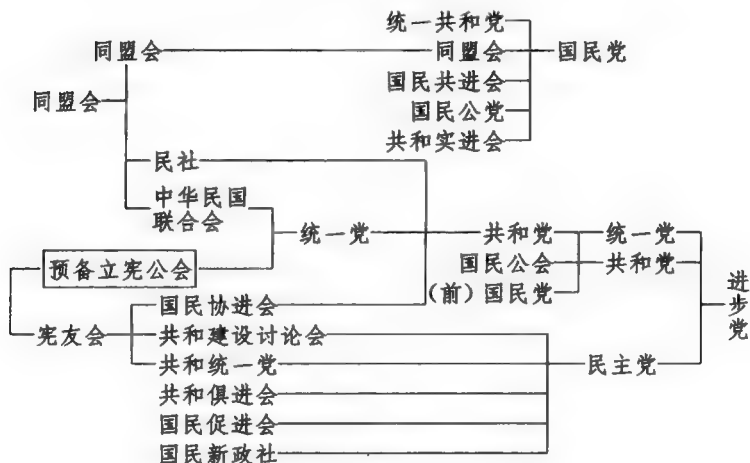 统一共和党
同盟会
同盟会
国民党
同盟会
国民共进会
国民公党
共和实进会
民社
中华民国
联合会
统一党
共和党
统一党
预备立宪公会
国民公会
共和党
(前)国民党
进步党
国民协进会
宪友会
共和建设讨论会
共和统一党
民主党
共和俱进会
国民促进会
国民新政社